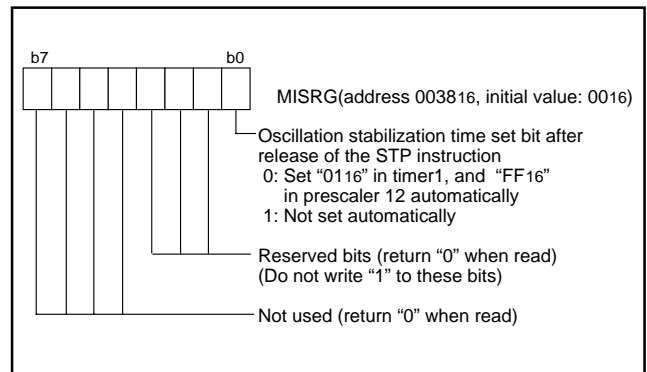 b7 b0
MISRG(address 003816, initial value: 0016)
Oscillation stabilization time set bit after
release of the STP instruction
0: Set “0116” in timer1, and “FF16”
in prescaler 12 automatically
1: Not set automatically
Reserved bits (return “0” when read)
(Do not write “1” to these bits)
Not used (return “0” when read)